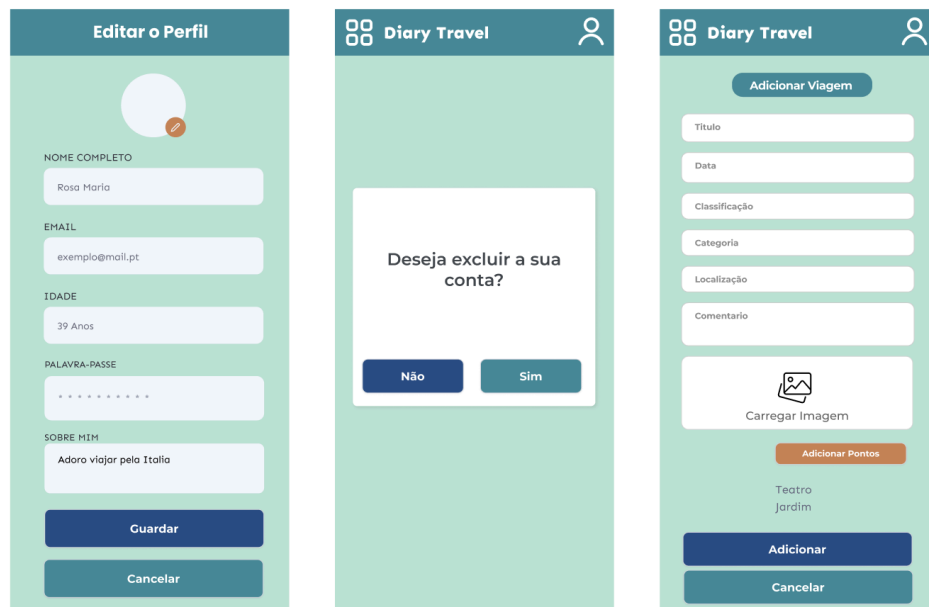 Editar o Perfil
NOME COMPLETO
Rosa Maria
EMAIL
exemplo@mail.pt
IDADE
39 Anos
PALAVRA-PASSE
* * * * * * * * * *
SOBRE MIM
Adoro viajar pela Italia
Guardar
Cancelar
Diary Travel
Deseja excluir a sua
conta?
Não
Sim
Diary Travel
Adicionar Viagem
Titulo
Data
Classificação
Categoria
Localização
Comentario
Carregar Imagem
Adicionar Pontos
Teatro
Jardim
Adicionar
Cancelar